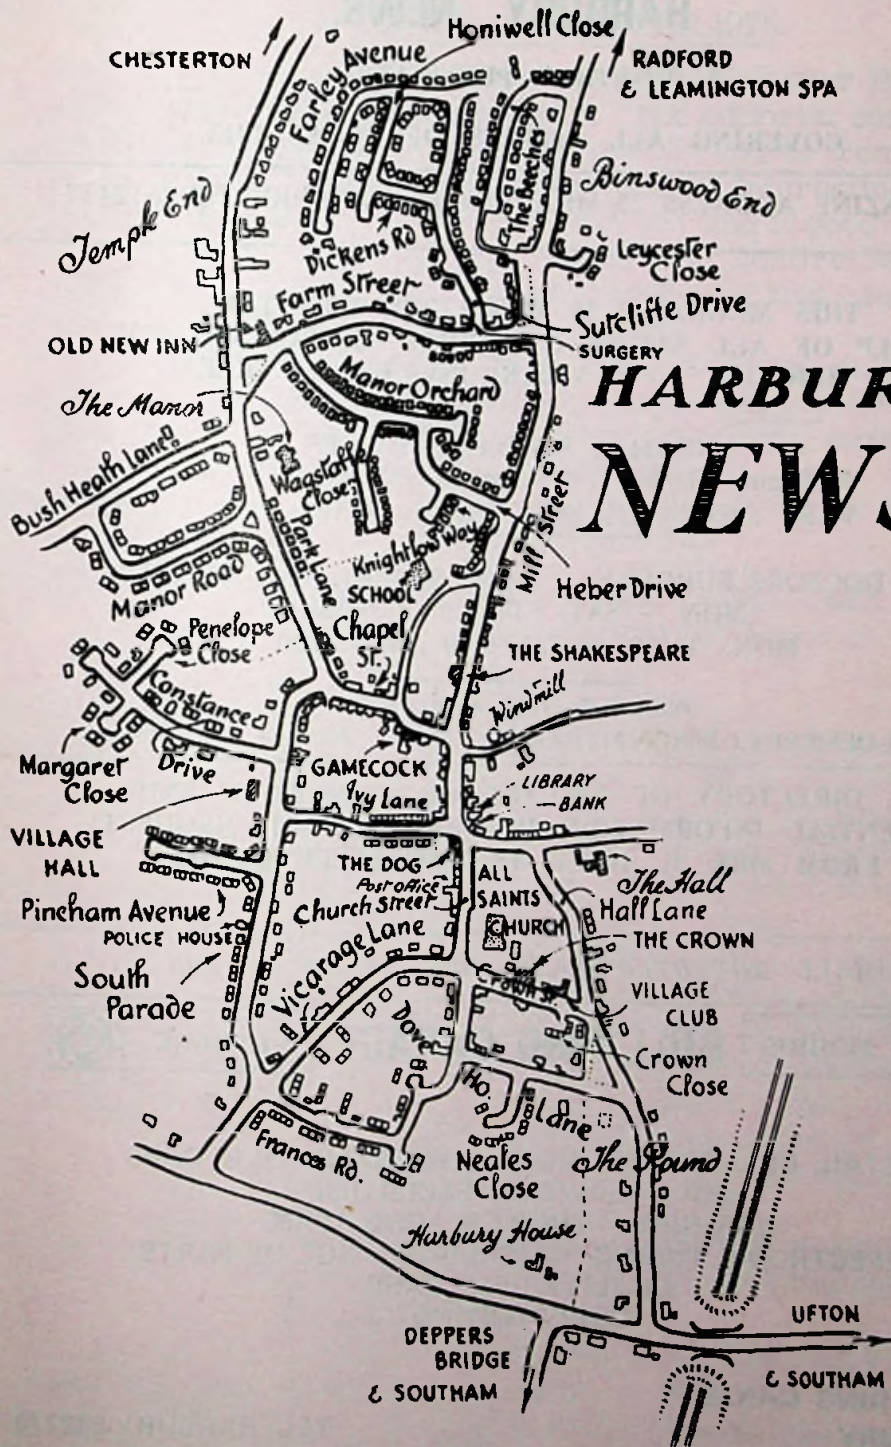 Honiwell Close
CHESTERTON
Farley Avenue
RADFORD
& LEAMINGTON SPA
The Beeches
Binswood End
Temple End
Dickens Rd
Leycester
Close
Farm Street
Sutcliffe Drive
OLD NEW INN
SURGERY
Manor Orchard
HARBUR
NEWS
The Manor
Bush Heath Lane
Wagstaff
Close
Park Lane
Mill Street
Knightlow Way
SCHOOL
Manor Road
Heber Drive
Penelope
Close
Chapel
St.
THE SHAKESPEARE
Constance
Drive
Windmill
Margaret
Close
GAMECOCK
Ivy Lane
LIBRARY
BANK
VILLAGE
HALL
THE DOG
Post office
Church Street
ALL
SAINTS
CHURCH
The Hall
Hall Lane
Pincham Avenue
POLICE HOUSE
THE CROWN
South
Parade
Vicarage Lane
Crown St
VILLAGE
CLUB
Dove
Ho.
Lane
Crown
Close
Frances Rd.
Neales
Close
The Pound
Harbury House
UFTON
& SOUTHAM
DEPPERS
BRIDGE
& SOUTHAM